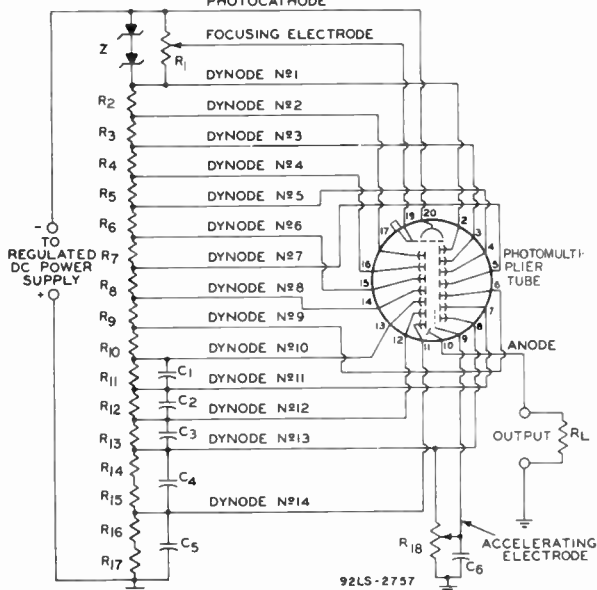 PHOTOCATHODE
FOCUSING ELECTRODE
Z
R1
DYNODE №1
R2
DYNODE №2
R3
DYNODE №3
R4
DYNODE №4
R5
DYNODE №5
R6
DYNODE №6
R7
DYNODE №7
R8
DYNODE №8
R9
DYNODE №9
R10
DYNODE №10
R11
C1
DYNODE №11
R12
C2
DYNODE №12
R13
C3
DYNODE №13
R14
C4
R15
DYNODE №14
R16
C5
R17
-
TO
REGULATED
DC POWER
SUPPLY
+
17
19
20
2
3
4
5
6
7
8
9
10
11
12
13
14
15
16
PHOTOMULTI-
PLIER
TUBE
ANODE
OUTPUT
RL
R18
C6
ACCELERATING
ELECTRODE
92LS-2757